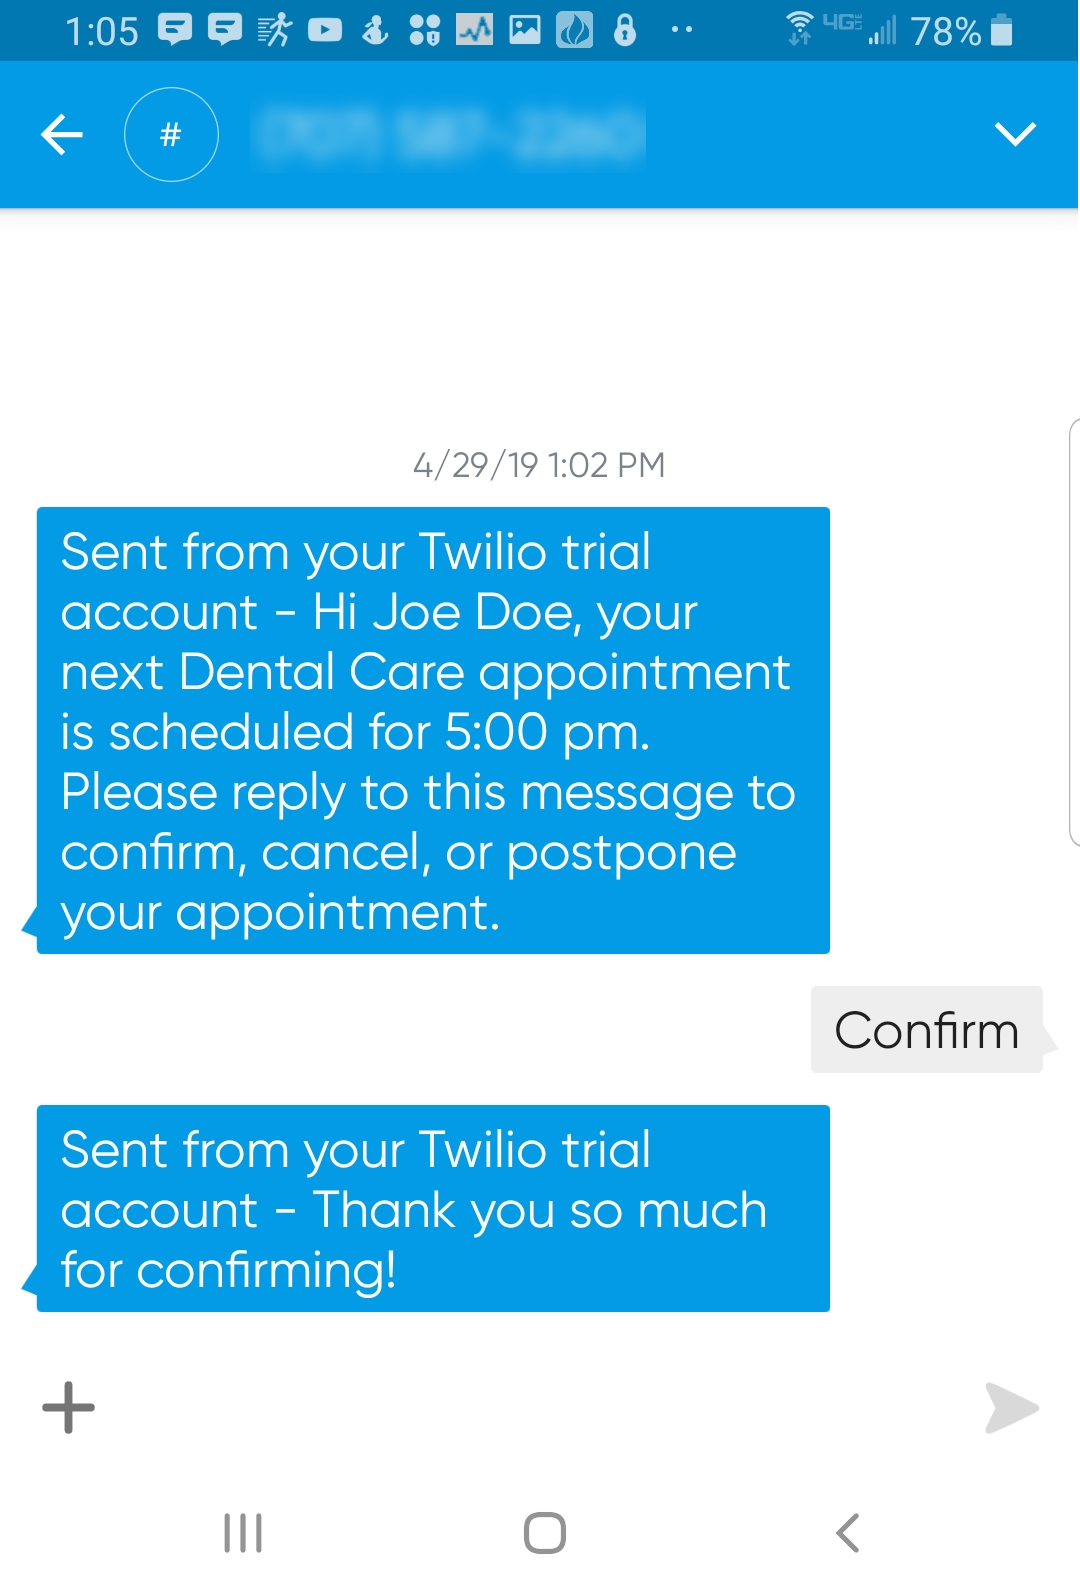 1:05 4G LTE 78%
#
4/29/19 1:02 PM
Sent from your Twilio trial
account - Hi Joe Doe, your
next Dental Care appointment
is scheduled for 5:00 pm.
Please reply to this message to
confirm, cancel, or postpone
your appointment.
Confirm
Sent from your Twilio trial
account - Thank you so much
for confirming!